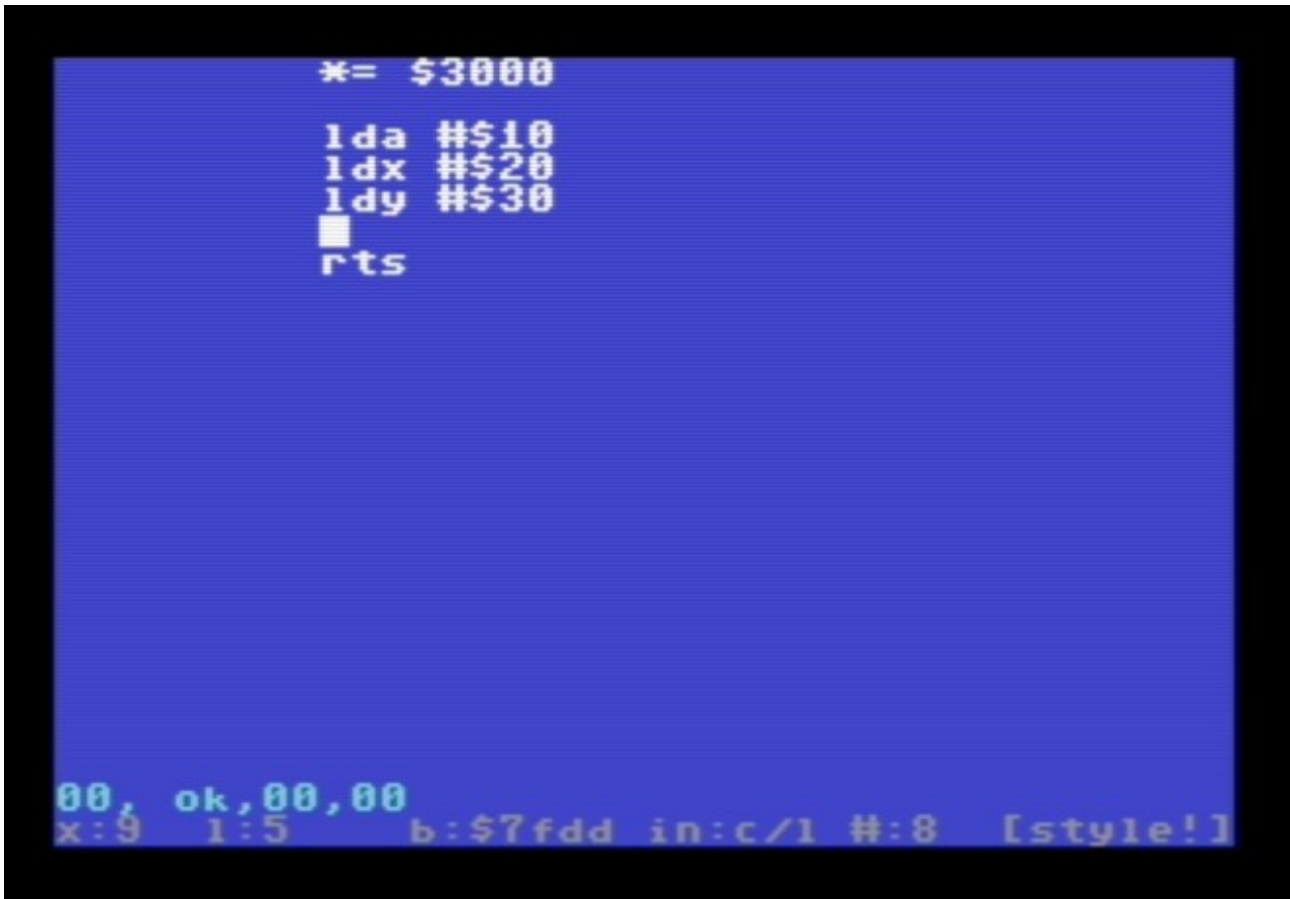 *= $3000
lda #$10
ldx #$20
ldy #$30
rts
00, ok,00,00
x:9 l:5 b:$7fdd in:c/l #:8 [style!]